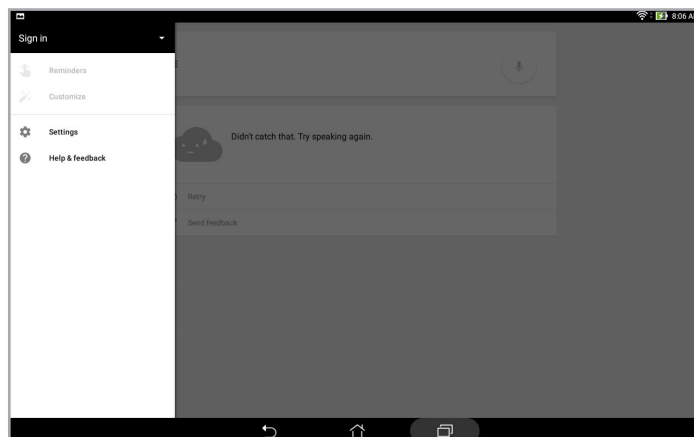 8:06 A
Sign in
Reminders
Customize
Settings
Help & feedback
Didn't catch that. Try speaking again.
Retry
Send feedback